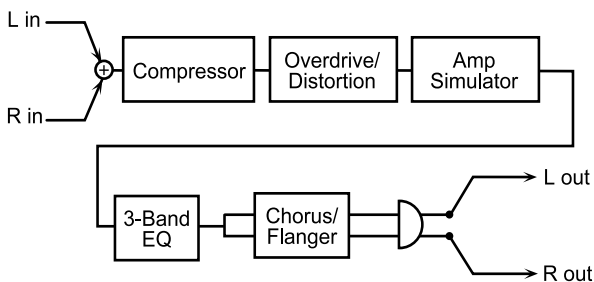 L in
R in
+
Compressor
Overdrive/
Distortion
Amp
Simulator
3-Band
EQ
Chorus/
Flanger
L out
R out